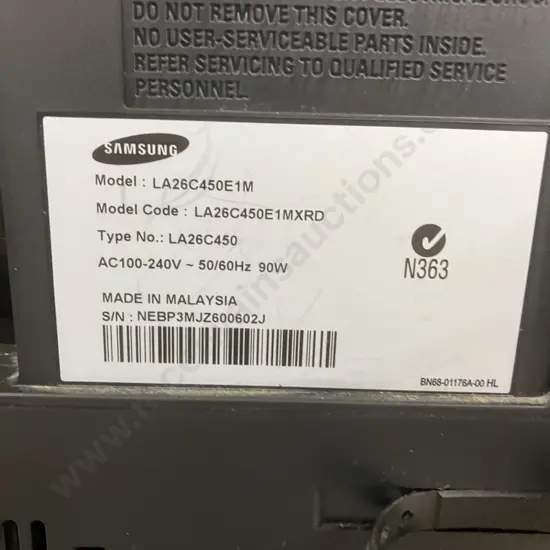 DO NOT REMOVE THIS COVER.
NO USER-SERVICEABLE PARTS INSIDE.
REFER SERVICING TO QUALIFIED SERVICE
PERSONNEL.
SAMSUNG
Model : LA26C450E1M
Model Code : LA26C450E1MXRD
Type No.: LA26C450
AC100-240V ~ 50/60Hz 90W
N363
MADE IN MALAYSIA
S/N : NEBP3MJZ600602J
BN68-01176A-00 HL